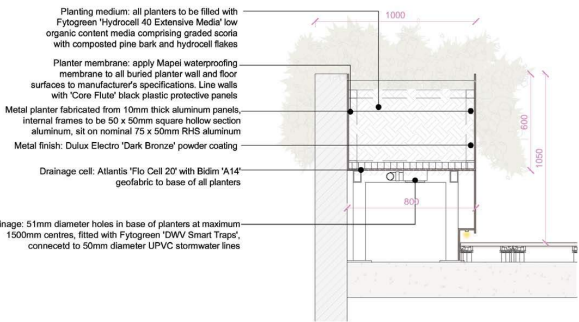 Planting medium: all planters to be filled with
Fytogreen 'Hydrocell 40 Extensive Media' low
organic content media comprising graded scoria
with composted pine bark and hydrocell flakes
Planter membrane: apply Mapei waterproofing
membrane to all buried planter wall and floor
surfaces to manufacturer's specifications. Line walls
with 'Core Flute' black plastic protective panels
Metal planter fabricated from 10mm thick aluminum panels,
internal frames to be 50 x 50mm square hollow section
aluminum, sit on nominal 75 x 50mm RHS aluminum
Metal finish: Dulux Electro 'Dark Bronze' powder coating
Drainage cell: Atlantis 'Flo Cell 20' with Bidim 'A14'
geofabric to base of all planters
inage: 51mm diameter holes in base of planters at maximum
1500mm centres, fitted with Fytogreen 'DWV Smart Traps',
connecetd to 50mm diameter UPVC stormwater lines
1000
600
1050
800